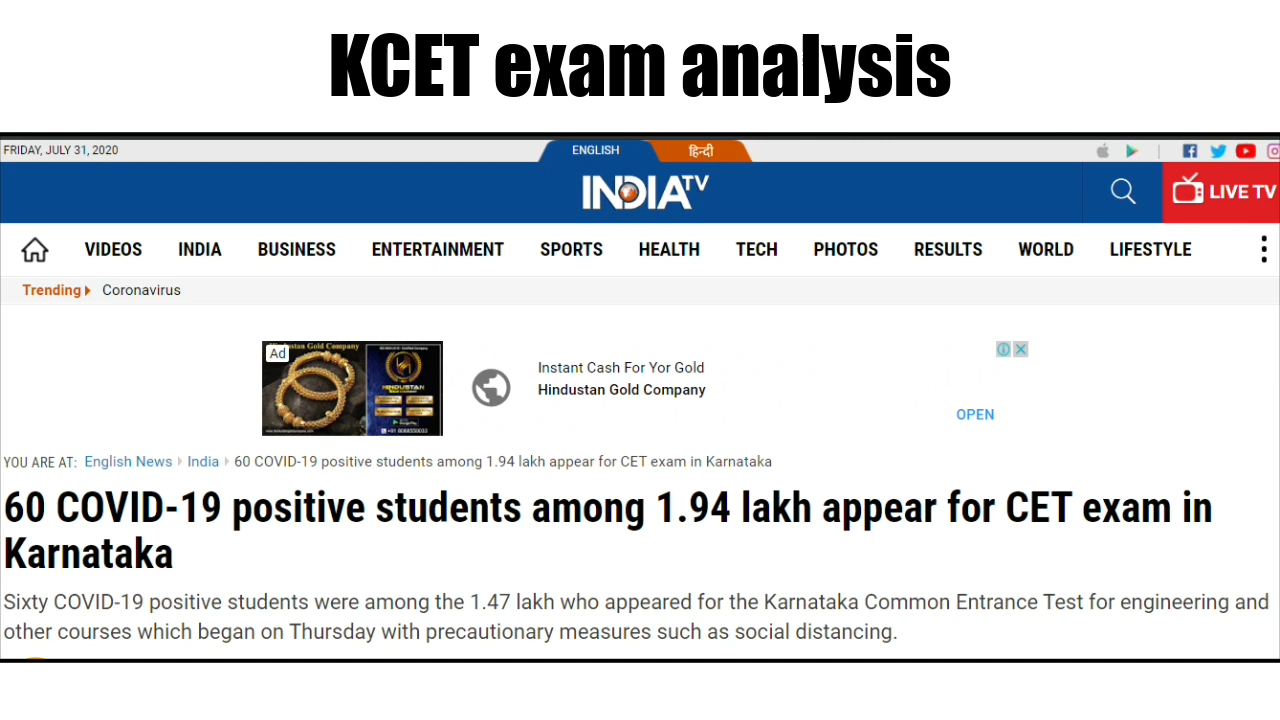 KCET exam analysis
FRIDAY, JULY 31, 2020
ENGLISH
हिन्दी
INDIA TV
LIVE TV
VIDEOS INDIA BUSINESS ENTERTAINMENT SPORTS HEALTH TECH PHOTOS RESULTS WORLD LIFESTYLE
Trending Coronavirus
Ad
Hindustan Gold Company
HINDUSTAN
Instant Cash For Yor Gold
Hindustan Gold Company
OPEN
YOU ARE AT: English News India 60 COVID-19 positive students among 1.94 lakh appear for CET exam in Karnataka
60 COVID-19 positive students among 1.94 lakh appear for CET exam in
Karnataka
Sixty COVID-19 positive students were among the 1.47 lakh who appeared for the Karnataka Common Entrance Test for engineering and
other courses which began on Thursday with precautionary measures such as social distancing.